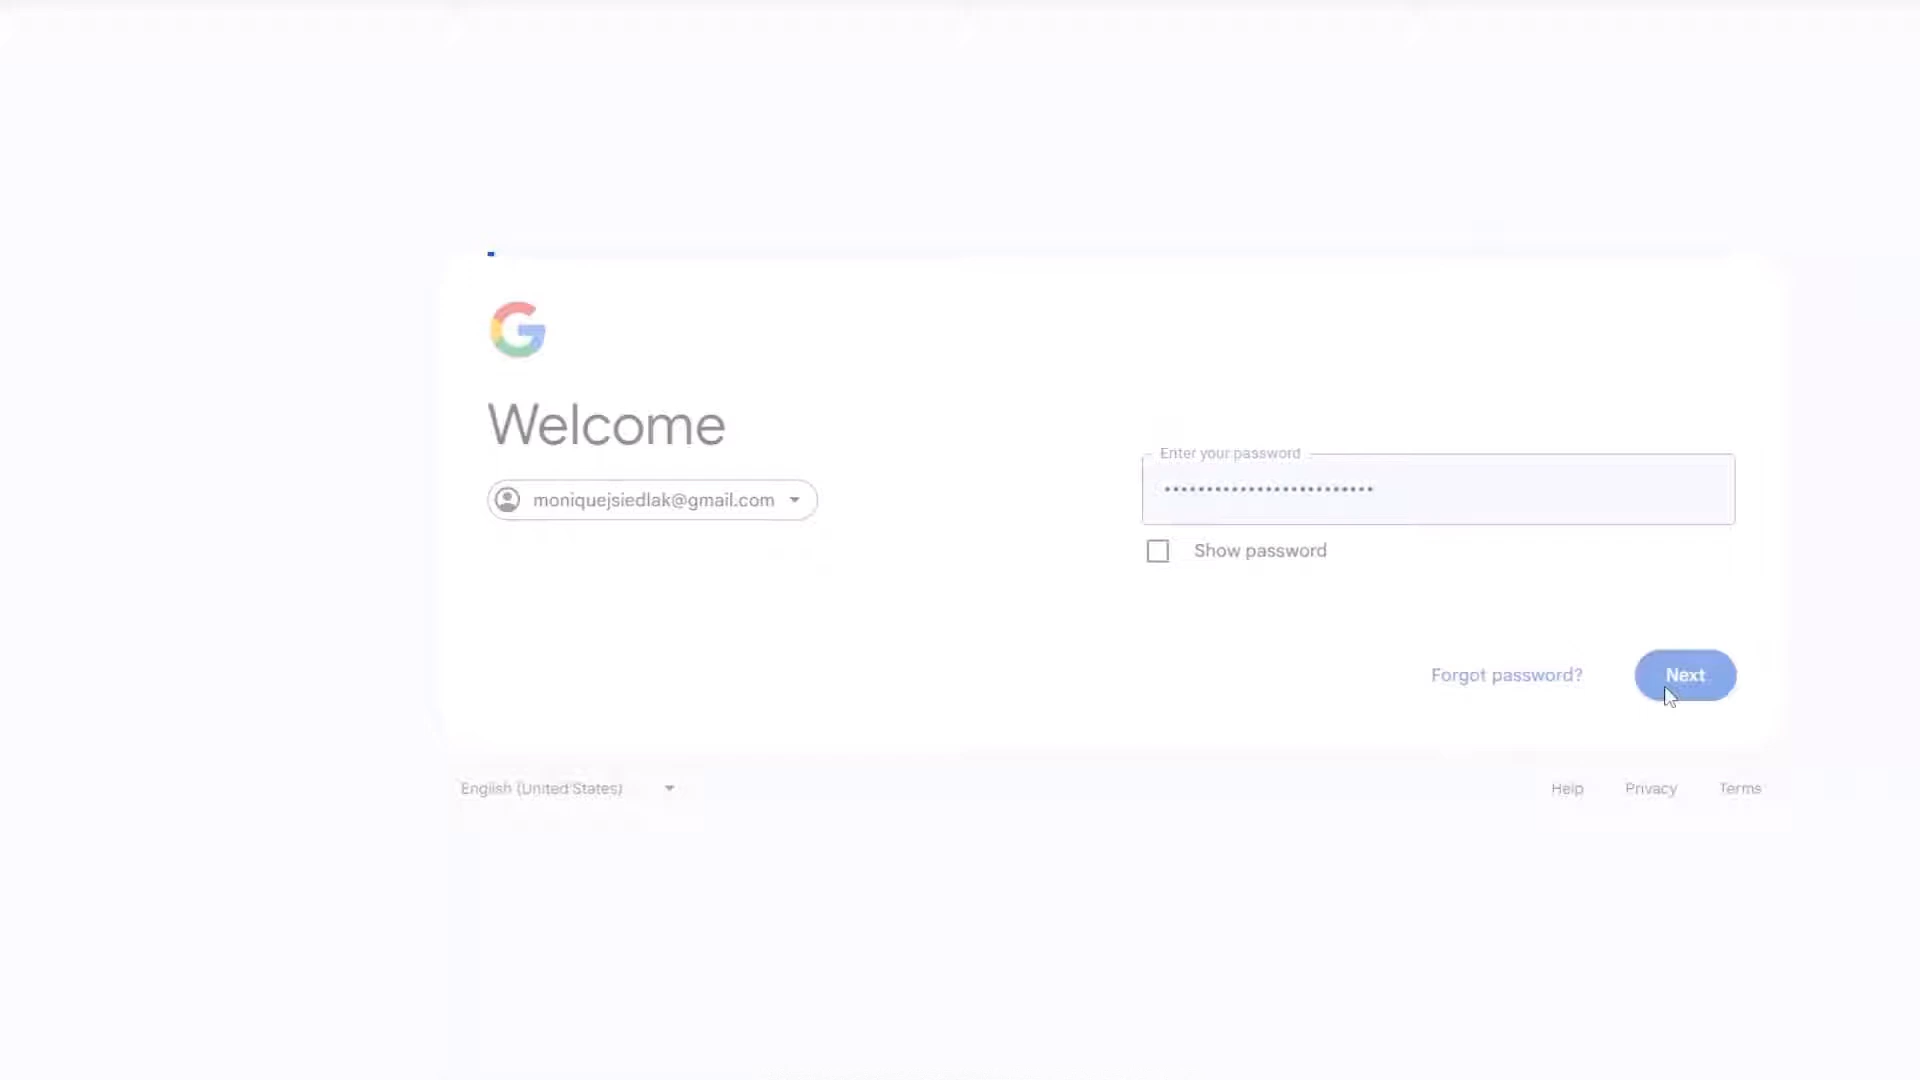 Welcome
moniquejsiedlak@gmail.com
Enter your password
•••••••••••••••••••••••••
Show password
Forgot password?
Next
English (United States)
Help
Privacy
Terms